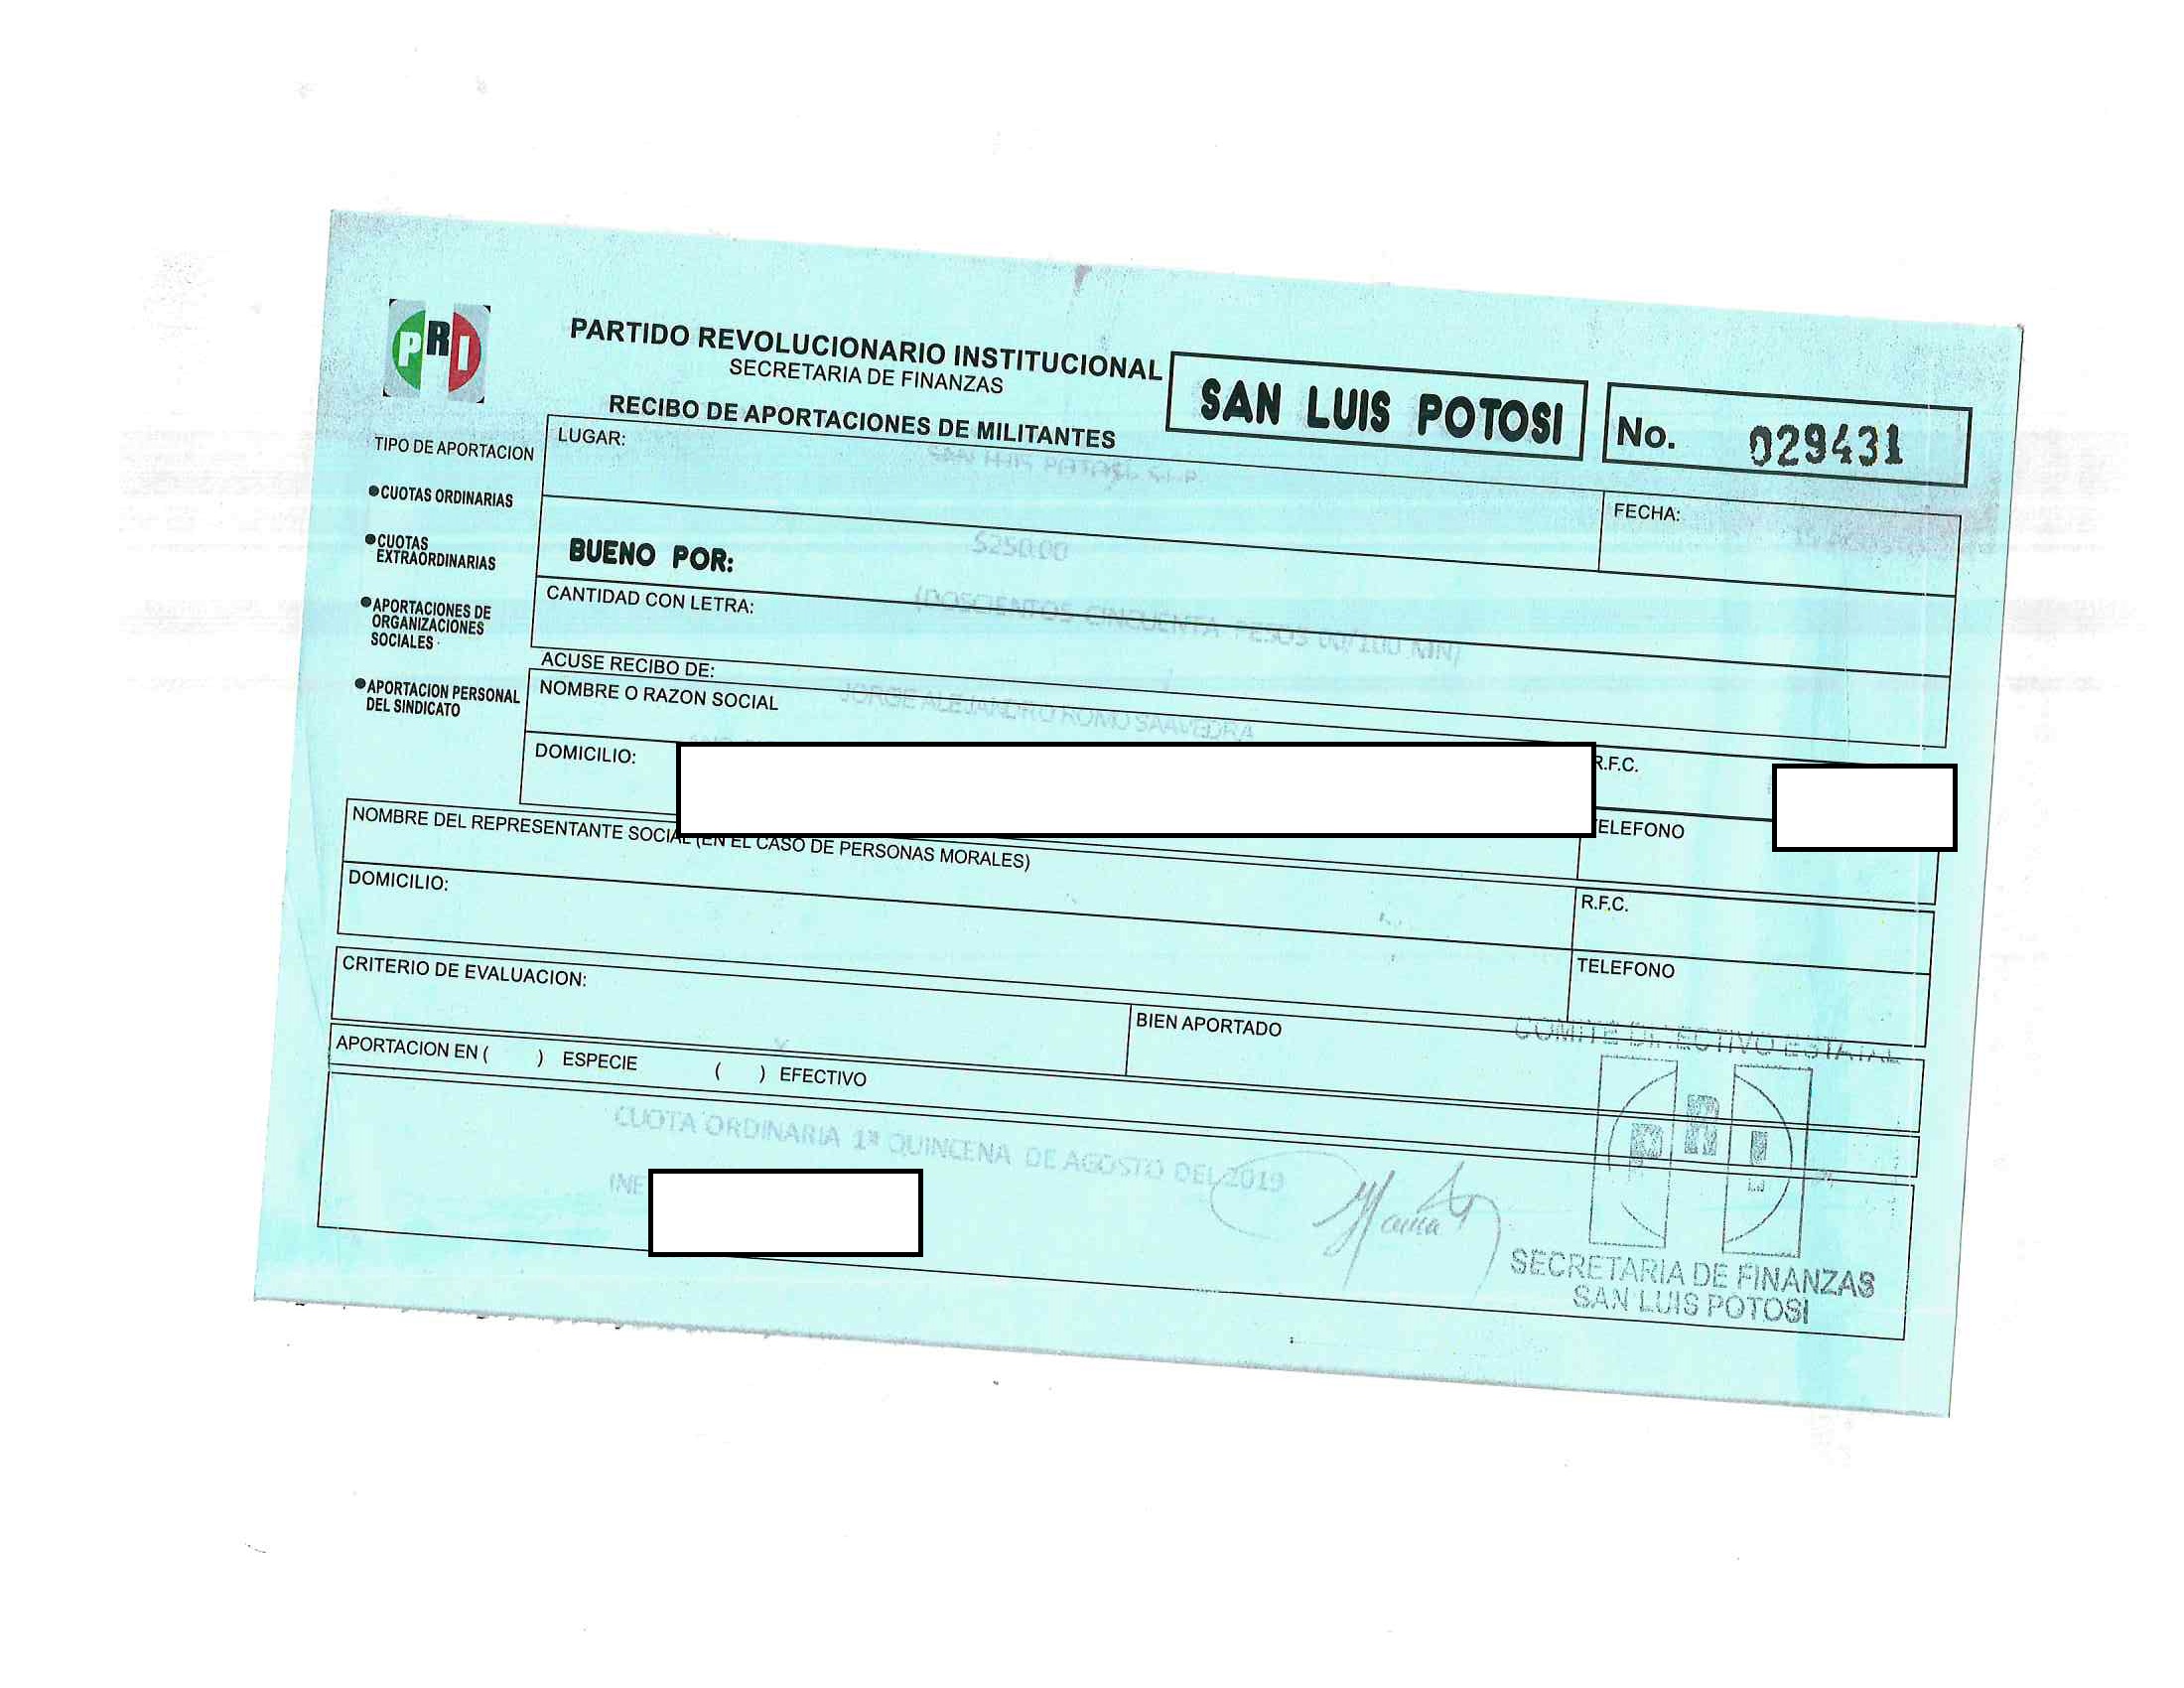 PRI
PARTIDO REVOLUCIONARIO INSTITUCIONAL
SECRETARIA DE FINANZAS
RECIBO DE APORTACIONES DE MILITANTES
SAN LUIS POTOSI
No. 029431
TIPO DE APORTACION
●CUOTAS ORDINARIAS
●CUOTAS
EXTRAORDINARIAS
●APORTACIONES DE
ORGANIZACIONES
SOCIALES
●APORTACION PERSONAL
DEL SINDICATO
LUGAR:
SAN LUIS POTOSI, S.L.P
FECHA:
15 AGOSTO
BUENO POR:
$250.00
CANTIDAD CON LETRA:
(DOSCIENTOS CINCUENTA PESOS 00/100 MN)
ACUSE RECIBO DE:
NOMBRE O RAZON SOCIAL
JORGE ALEJANDRO ROMO SAAVEDRA
DOMICILIO:
R.F.C.
TELEFONO
NOMBRE DEL REPRESENTANTE SOCIAL (EN EL CASO DE PERSONAS MORALES)
DOMICILIO:
R.F.C.
TELEFONO
CRITERIO DE EVALUACION:
BIEN APORTADO
APORTACION EN ( ) ESPECIE ( ) EFECTIVO
X
CUOTA ORDINARIA 1ª QUINCENA DE AGOSTO DEL 2019
INE
COMITE DIRECTIVO ESTATAL
PRI
SECRETARIA DE FINANZAS
SAN LUIS POTOSI